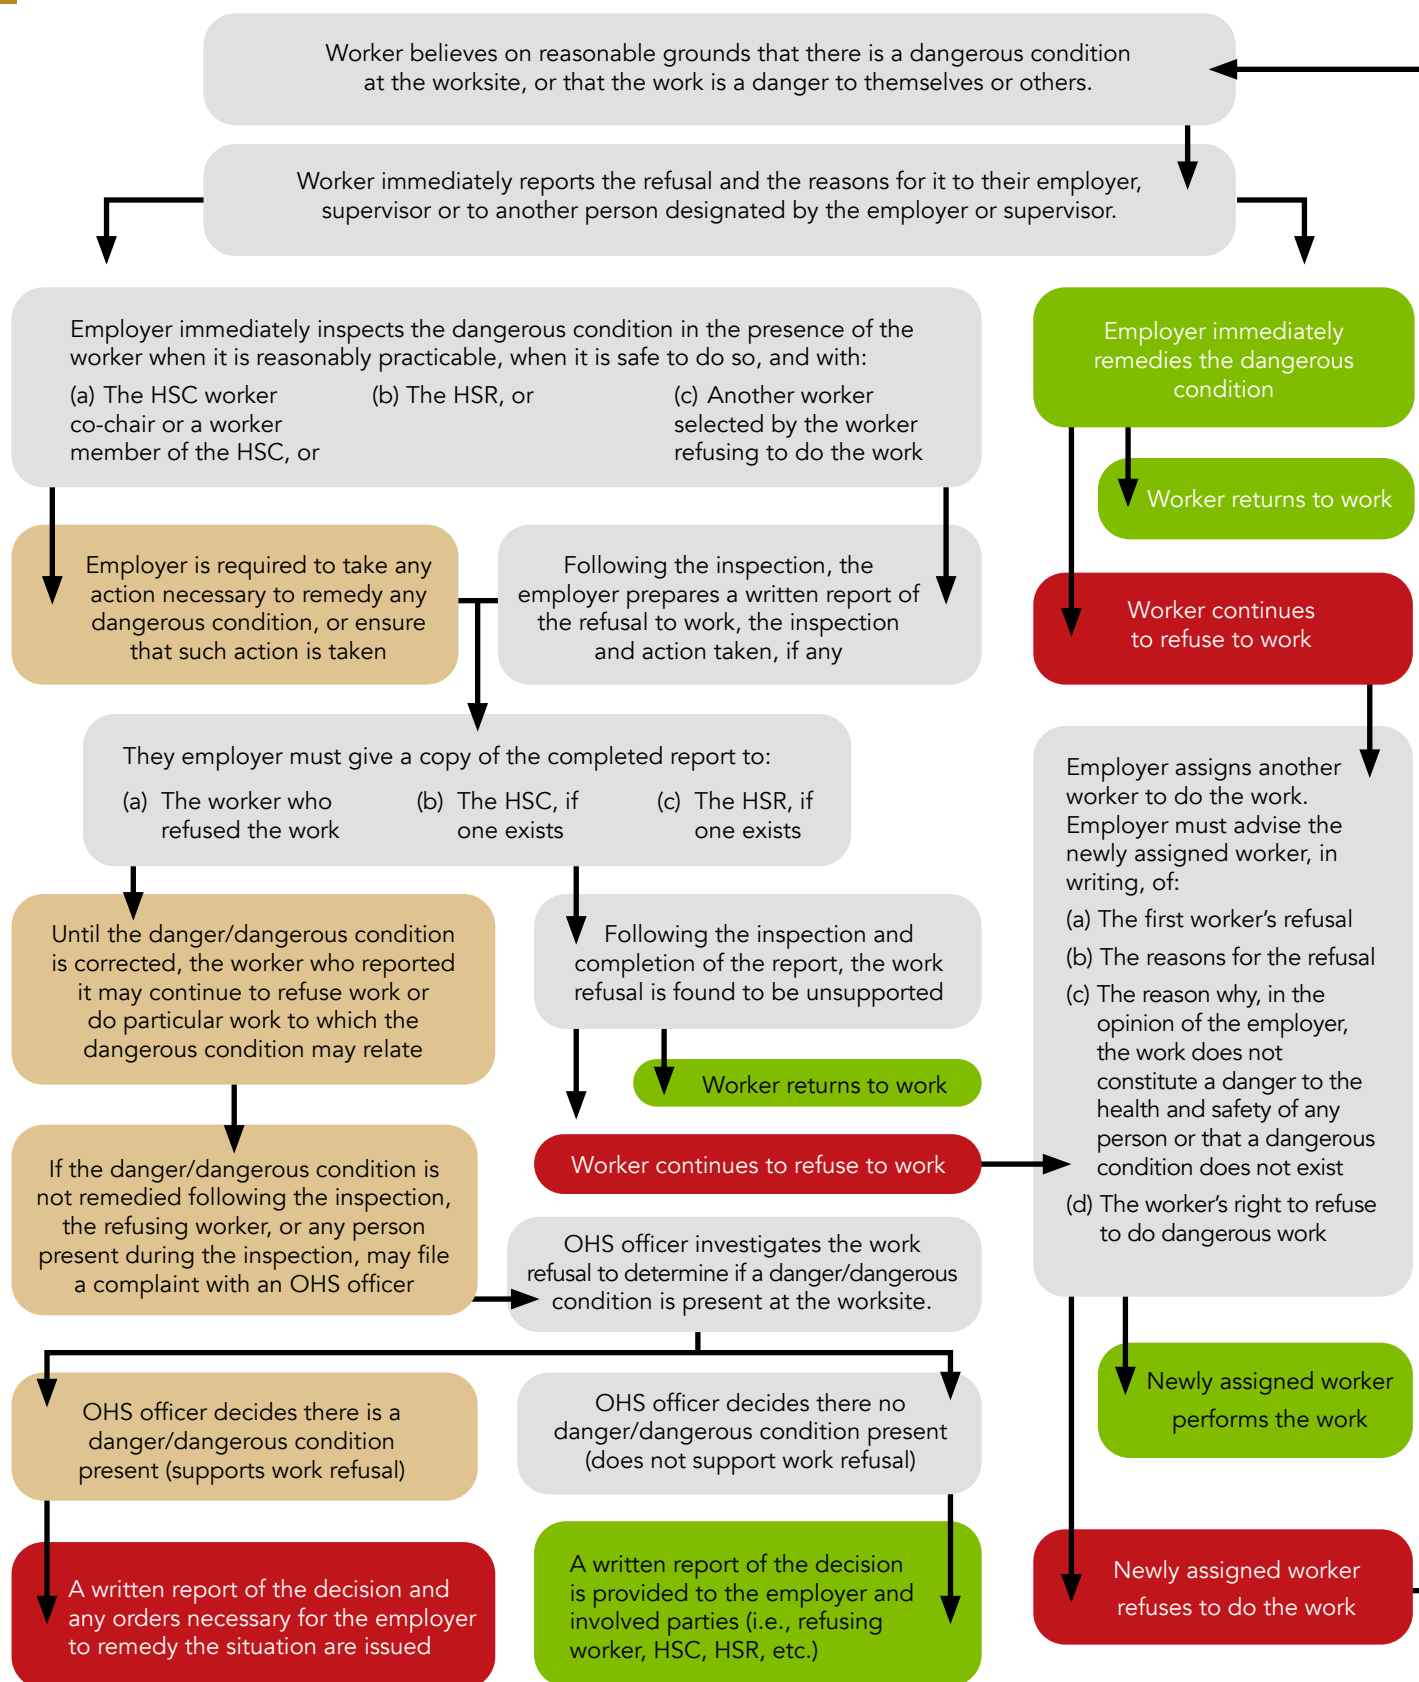 Worker believes on reasonable grounds that there is a dangerous condition
at the worksite, or that the work is a danger to themselves or others.
Worker immediately reports the refusal and the reasons for it to their employer,
supervisor or to another person designated by the employer or supervisor.
Employer immediately inspects the dangerous condition in the presence of the
worker when it is reasonably practicable, when it is safe to do so, and with:
(a) The HSC worker
co-chair or a worker
member of the HSC, or
(b) The HSR, or
(c) Another worker
selected by the worker
refusing to do the work
Employer immediately
remedies the dangerous
condition
Worker returns to work
Worker continues
to refuse to work
Employer is required to take any
action necessary to remedy any
dangerous condition, or ensure
that such action is taken
Following the inspection, the
employer prepares a written report of
the refusal to work, the inspection
and action taken, if any
They employer must give a copy of the completed report to:
(a) The worker who
refused the work
(b) The HSC, if
one exists
(c) The HSR, if
one exists
Employer assigns another
worker to do the work.
Employer must advise the
newly assigned worker, in
writing, of:
(a) The first worker’s refusal
(b) The reasons for the refusal
(c) The reason why, in the
opinion of the employer,
the work does not
constitute a danger to the
health and safety of any
person or that a dangerous
condition does not exist
(d) The worker’s right to refuse
to do dangerous work
Until the danger/dangerous condition
is corrected, the worker who reported
it may continue to refuse work or
do particular work to which the
dangerous condition may relate
Following the inspection and
completion of the report, the work
refusal is found to be unsupported
Worker returns to work
Worker continues to refuse to work
If the danger/dangerous condition is
not remedied following the inspection,
the refusing worker, or any person
present during the inspection, may file
a complaint with an OHS officer
OHS officer investigates the work
refusal to determine if a danger/dangerous
condition is present at the worksite.
OHS officer decides there is a
danger/dangerous condition
present (supports work refusal)
OHS officer decides there no
danger/dangerous condition present
(does not support work refusal)
Newly assigned worker
performs the work
A written report of the decision and
any orders necessary for the employer
to remedy the situation are issued
A written report of the decision
is provided to the employer and
involved parties (i.e., refusing
worker, HSC, HSR, etc.)
Newly assigned worker
refuses to do the work